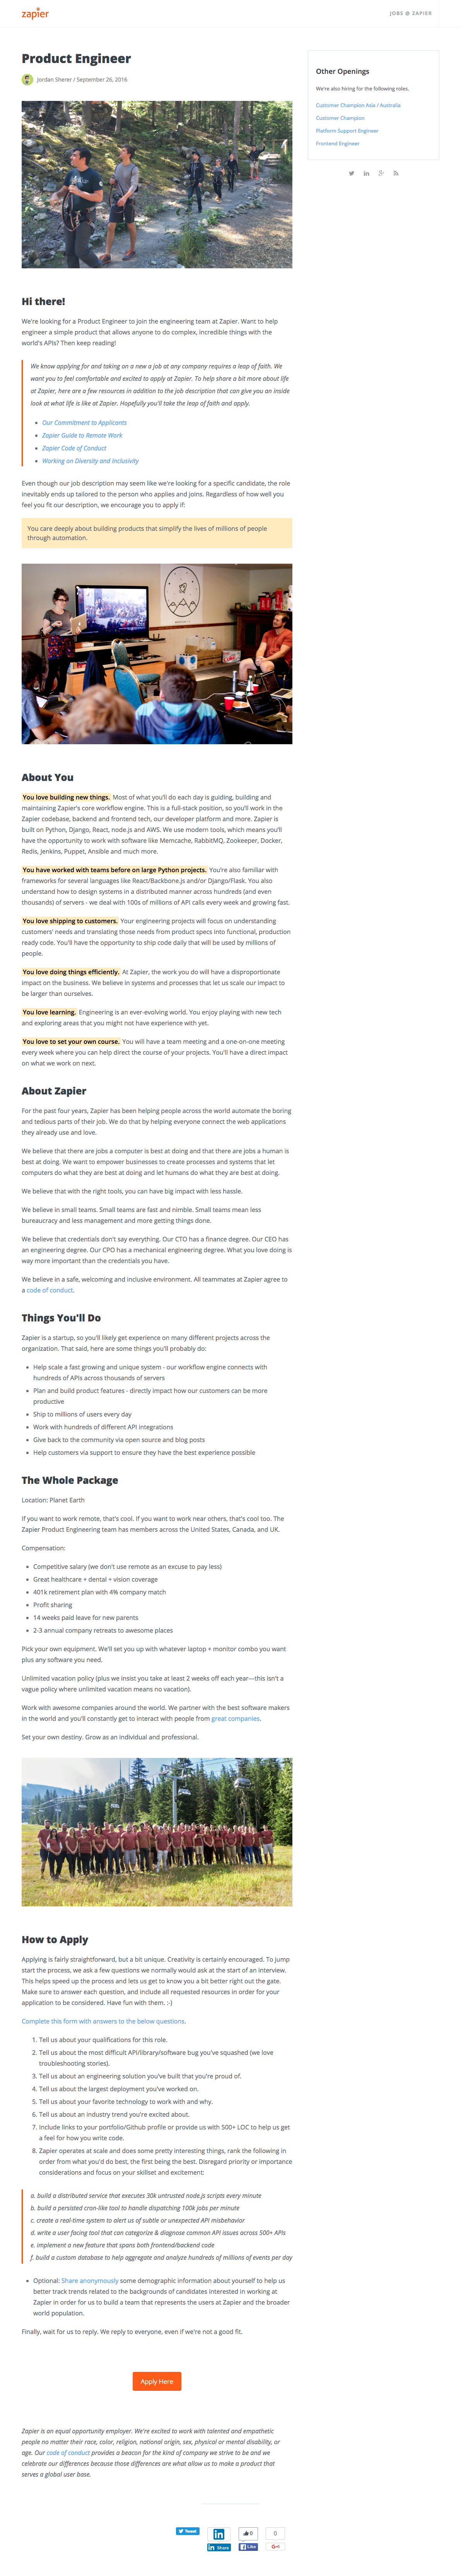 zapier
JOBS @ ZAPIER
Product Engineer
Jordan Sherer / September 26, 2016
Other Openings
We're also hiring for the following roles.
Customer Champion Asia / Australia
Customer Champion
Platform Support Engineer
Frontend Engineer
Hi there!
We're looking for a Product Engineer to join the engineering team at Zapier. Want to help
engineer a simple product that allows anyone to do complex, incredible things with the
world's APIs? Then keep reading!
We know applying for and taking on a new a job at any company requires a leap of faith. We
want you to feel comfortable and excited to apply at Zapier. To help share a bit more about life
at Zapier, here are a few resources in addition to the job description that can give you an inside
look at what life is like at Zapier. Hopefully you'll take the leap of faith and apply.
• Our Commitment to Applicants
• Zapier Guide to Remote Work
• Zapier Code of Conduct
• Working on Diversity and Inclusivity
Even though our job description may seem like we're looking for a specific candidate, the role
inevitably ends up tailored to the person who applies and joins. Regardless of how well you
feel you fit our description, we encourage you to apply if:
You care deeply about building products that simplify the lives of millions of people
through automation.
About You
You love building new things. Most of what you'll do each day is guiding, building and
maintaining Zapier's core workflow engine. This is a full-stack position, so you'll work in the
Zapier codebase, backend and frontend tech, our developer platform and more. Zapier is
built on Python, Django, React, node.js and AWS. We use modern tools, which means you'll
have the opportunity to work with software like Memcache, RabbitMQ, Zookeeper, Docker,
Redis, Jenkins, Puppet, Ansible and much more.
You have worked with teams before on large Python projects. You're also familiar with
frameworks for several languages like React/Backbone.js and/or Django/Flask. You also
understand how to design systems in a distributed manner across hundreds (and even
thousands) of servers - we deal with 100s of millions of API calls every week and growing fast.
You love shipping to customers. Your engineering projects will focus on understanding
customers' needs and translating those needs from product specs into functional, production
ready code. You'll have the opportunity to ship code daily that will be used by millions of
people.
You love doing things efficiently. At Zapier, the work you do will have a disproportionate
impact on the business. We believe in systems and processes that let us scale our impact to
be larger than ourselves.
You love learning. Engineering is an ever-evolving world. You enjoy playing with new tech
and exploring areas that you might not have experience with yet.
You love to set your own course. You will have a team meeting and a one-on-one meeting
every week where you can help direct the course of your projects. You'll have a direct impact
on what we work on next.
About Zapier
For the past four years, Zapier has been helping people across the world automate the boring
and tedious parts of their job. We do that by helping everyone connect the web applications
they already use and love.
We believe that there are jobs a computer is best at doing and that there are jobs a human is
best at doing. We want to empower businesses to create processes and systems that let
computers do what they are best at doing and let humans do what they are best at doing.
We believe that with the right tools, you can have big impact with less hassle.
We believe in small teams. Small teams are fast and nimble. Small teams mean less
bureaucracy and less management and more getting things done.
We believe that credentials don't say everything. Our CTO has a finance degree. Our CEO has
an engineering degree. Our CPO has a mechanical engineering degree. What you love doing is
way more important than the credentials you have.
We believe in a safe, welcoming and inclusive environment. All teammates at Zapier agree to
a code of conduct.
Things You'll Do
Zapier is a startup, so you'll likely get experience on many different projects across the
organization. That said, here are some things you'll probably do:
• Help scale a fast growing and unique system - our workflow engine connects with
hundreds of APIs across thousands of servers
• Plan and build product features - directly impact how our customers can be more
productive
• Ship to millions of users every day
• Work with hundreds of different API integrations
• Give back to the community via open source and blog posts
• Help customers via support to ensure they have the best experience possible
The Whole Package
Location: Planet Earth
If you want to work remote, that's cool. If you want to work near others, that's cool too. The
Zapier Product Engineering team has members across the United States, Canada, and UK.
Compensation:
• Competitive salary (we don't use remote as an excuse to pay less)
• Great healthcare + dental + vision coverage
• 401k retirement plan with 4% company match
• Profit sharing
• 14 weeks paid leave for new parents
• 2-3 annual company retreats to awesome places
Pick your own equipment. We'll set you up with whatever laptop + monitor combo you want
plus any software you need.
Unlimited vacation policy (plus we insist you take at least 2 weeks off each year—this isn't a
vague policy where unlimited vacation means no vacation).
Work with awesome companies around the world. We partner with the best software makers
in the world and you'll constantly get to interact with people from great companies.
Set your own destiny. Grow as an individual and professional.
How to Apply
Applying is fairly straightforward, but a bit unique. Creativity is certainly encouraged. To jump
start the process, we ask a few questions we normally would ask at the start of an interview.
This helps speed up the process and lets us get to know you a bit better right out the gate.
Make sure to answer each question, and include all requested resources in order for your
application to be considered. Have fun with them. :-)
Complete this form with answers to the below questions.
1. Tell us about your qualifications for this role.
2. Tell us about the most difficult API/library/software bug you've squashed (we love
troubleshooting stories).
3. Tell us about an engineering solution you've built that you're proud of.
4. Tell us about the largest deployment you've worked on.
5. Tell us about your favorite technology to work with and why.
6. Tell us about an industry trend you're excited about.
7. Include links to your portfolio/Github profile or provide us with 500+ LOC to help us get
a feel for how you write code.
8. Zapier operates at scale and does some pretty interesting things, rank the following in
order from what you'd do best, the first being the best. Disregard priority or importance
considerations and focus on your skillset and excitement:
a. build a distributed service that executes 30k untrusted node.js scripts every minute
b. build a persisted cron-like tool to handle dispatching 100k jobs per minute
c. create a real-time system to alert us of subtle or unexpected API misbehavior
d. write a user facing tool that can categorize & diagnose common API issues across 500+ APIs
e. implement a new feature that spans both frontend/backend code
f. build a custom database to help aggregate and analyze hundreds of millions of events per day
• Optional: Share anonymously some demographic information about yourself to help us
better track trends related to the backgrounds of candidates interested in working at
Zapier in order for us to build a team that represents the users at Zapier and the broader
world population.
Finally, wait for us to reply. We reply to everyone, even if we're not a good fit.
Apply Here
Zapier is an equal opportunity employer. We're excited to work with talented and empathetic
people no matter their race, color, religion, national origin, sex, physical or mental disability, or
age. Our code of conduct provides a beacon for the kind of company we strive to be and we
celebrate our differences because those differences are what allow us to make a product that
serves a global user base.
Tweet
in
0
0
in Share
Like
G+1